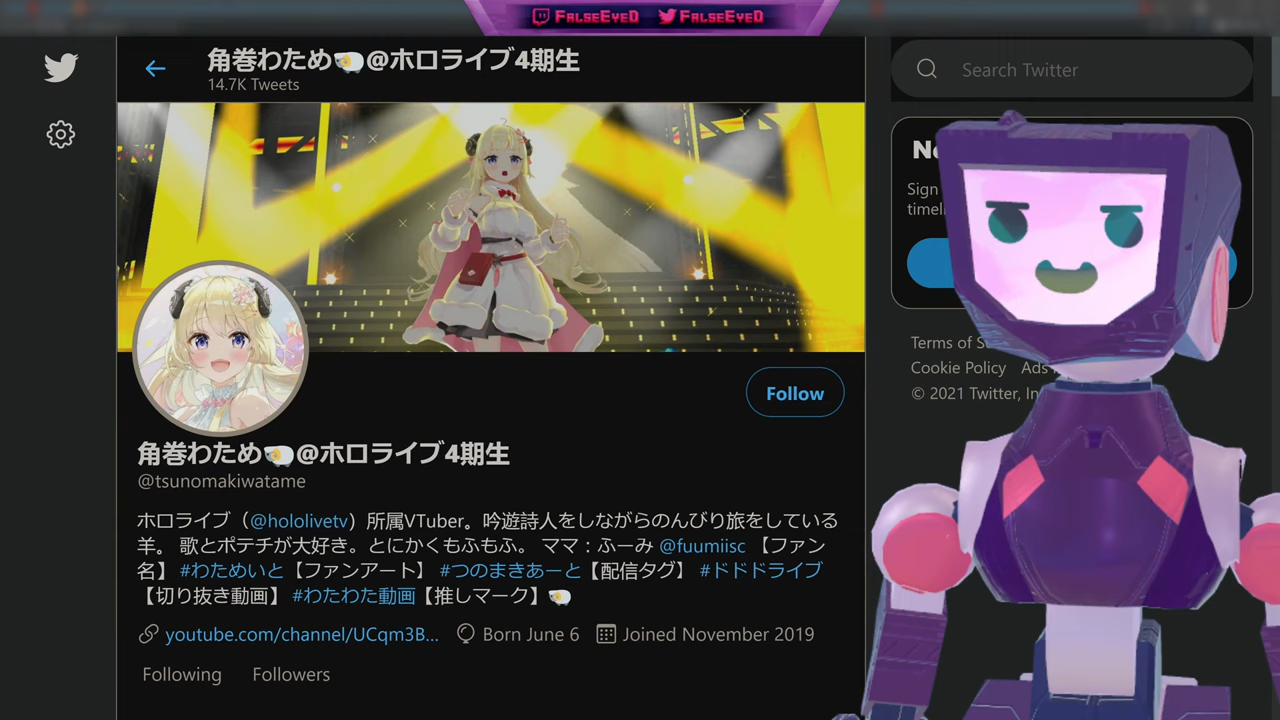 FalseEyeD FalseEyeD
角巻わため🐏@ホロライブ4期生
14.7K Tweets
Search Twitter
Sign
timel
Follow
Terms of S
Cookie Policy Ads
© 2021 Twitter, In
角巻わため🐏@ホロライブ4期生
@tsunomakiwatame
ホロライブ（@hololivetv）所属VTuber。吟遊詩人をしながらのんびり旅をしている
羊。 歌とポテチが大好き。とにかくもふもふ。 ママ：ふーみ @fuumiisc 【ファン
名】 #わためいと【ファンアート】 #つのまきあーと【配信タグ】 #ドドドライブ
【切り抜き動画】 #わたわた動画【推しマーク】🐏
youtube.com/channel/UCqm3B... Born June 6 Joined November 2019
Following Followers